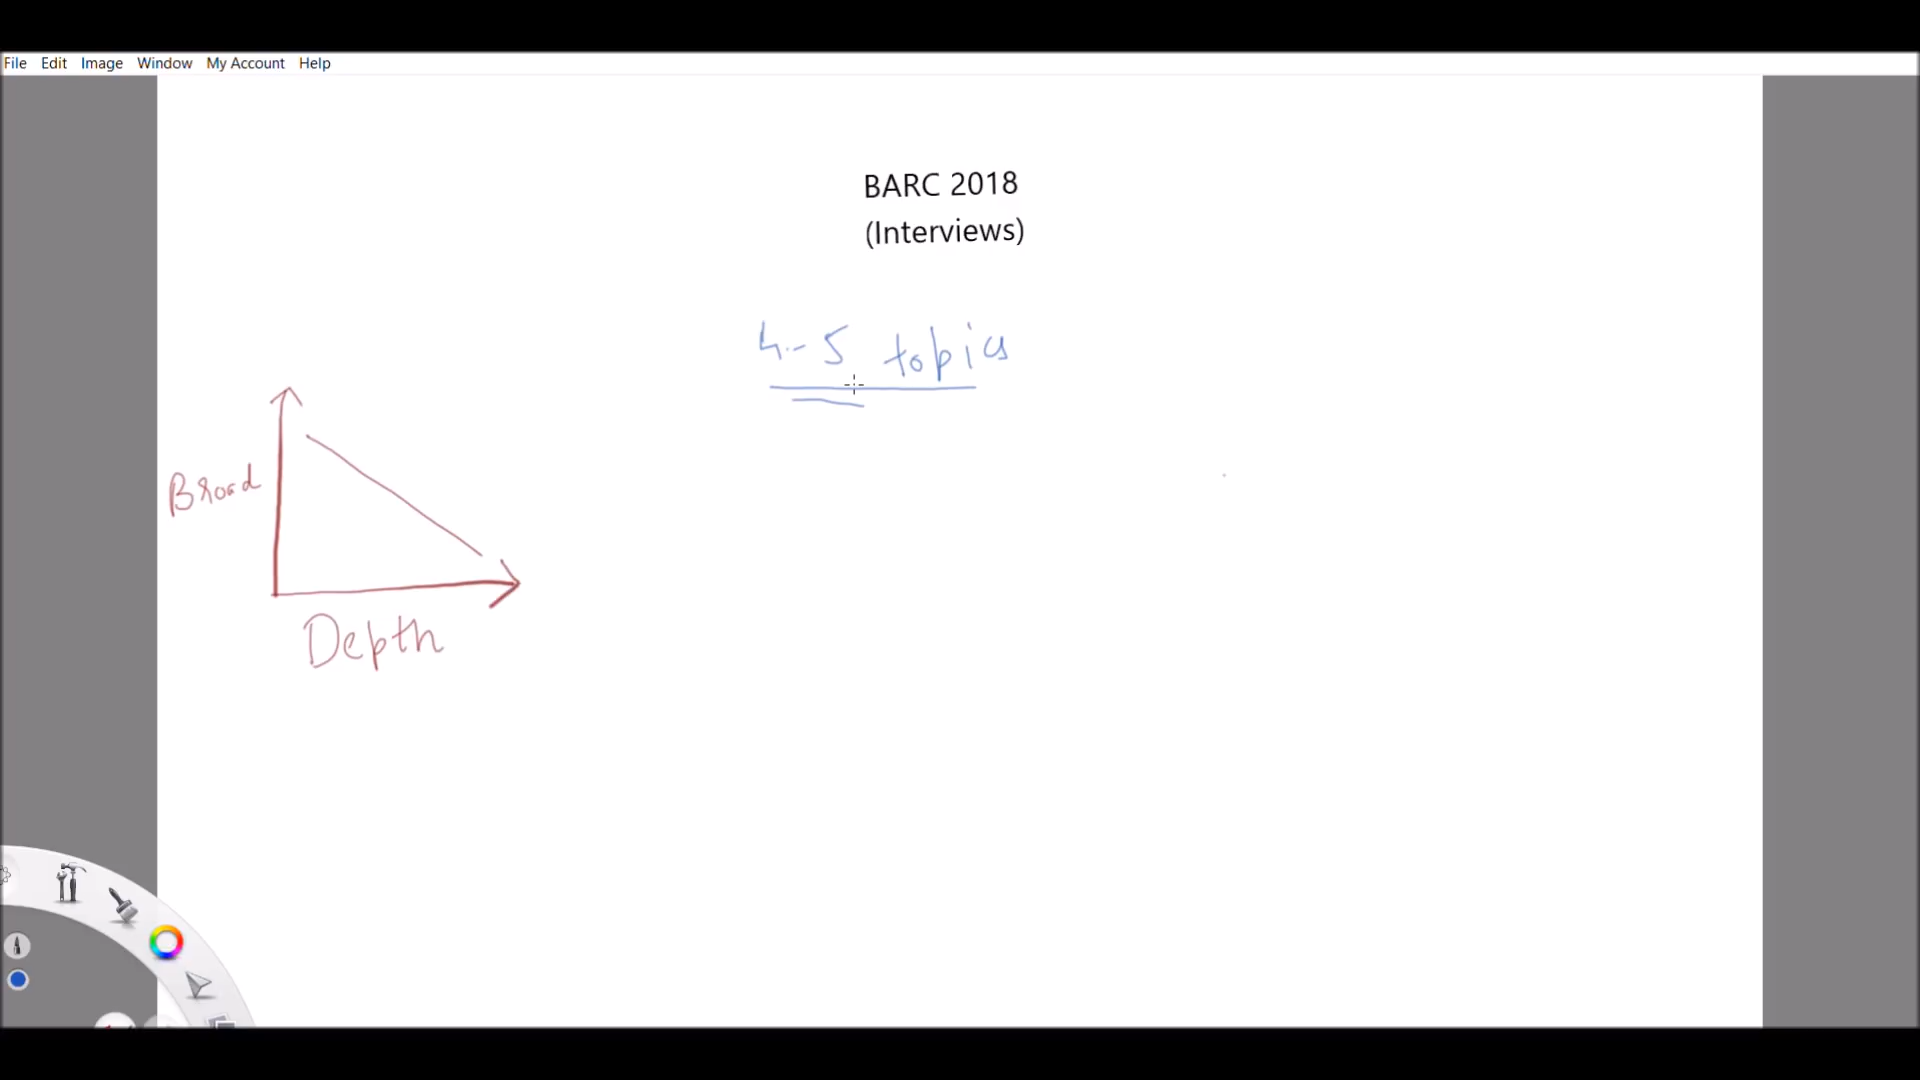 File Edit Image Window My Account Help
BARC 2018
(Interviews)
4-5 topics
Broad
Depth